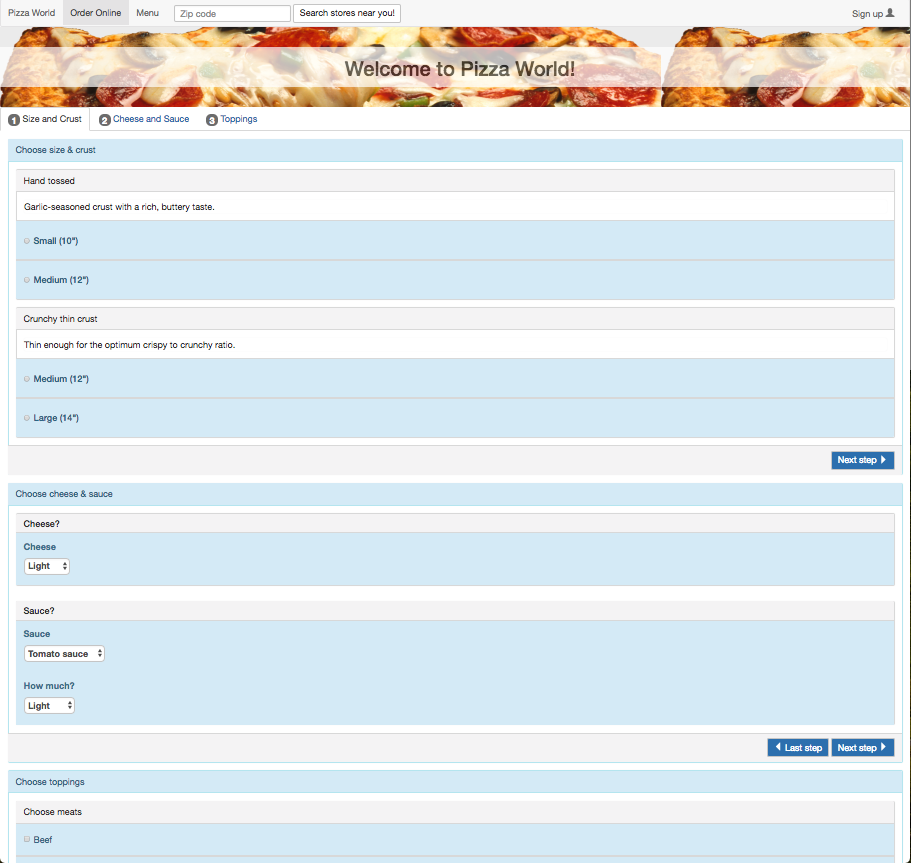 Pizza World Order Online Menu Zip code Search stores near you! Sign up
Welcome to Pizza World!
1 Size and Crust 2 Cheese and Sauce 3 Toppings
Choose size & crust
Hand tossed
Garlic-seasoned crust with a rich, buttery taste.
Small (10")
Medium (12")
Crunchy thin crust
Thin enough for the optimum crispy to crunchy ratio.
Medium (12")
Large (14")
Next step
Choose cheese & sauce
Cheese?
Cheese
Light
Sauce?
Sauce
Tomato sauce
How much?
Light
Last step Next step
Choose toppings
Choose meats
Beef